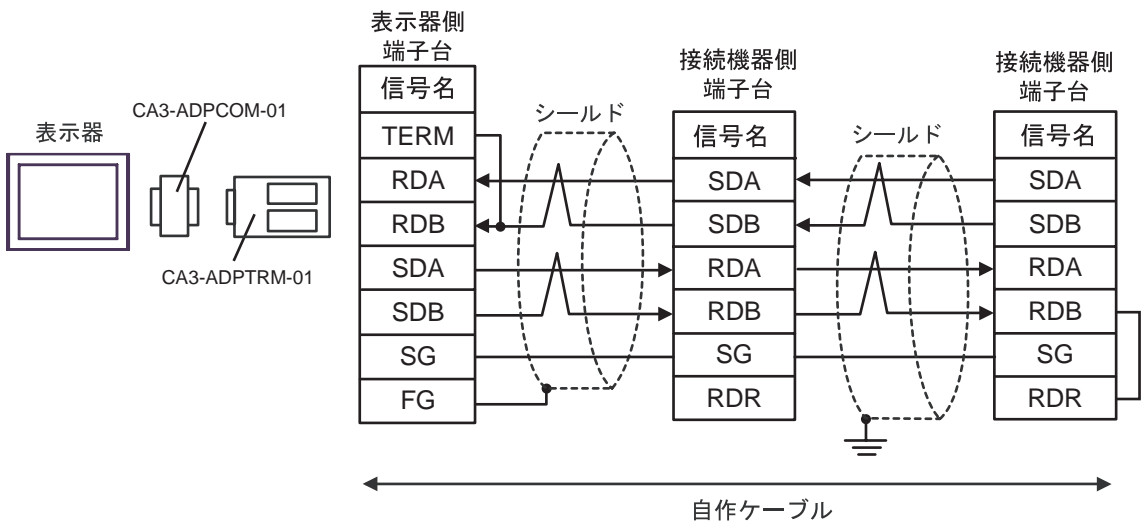 表示器
CA3-ADPCOM-01
CA3-ADPTRM-01
表示器側
端子台
信号名
TERM
RDA
RDB
SDA
SDB
SG
FG
シールド
接続機器側
端子台
信号名
SDA
SDB
RDA
RDB
SG
RDR
シールド
接続機器側
端子台
信号名
SDA
SDB
RDA
RDB
SG
RDR
自作ケーブル